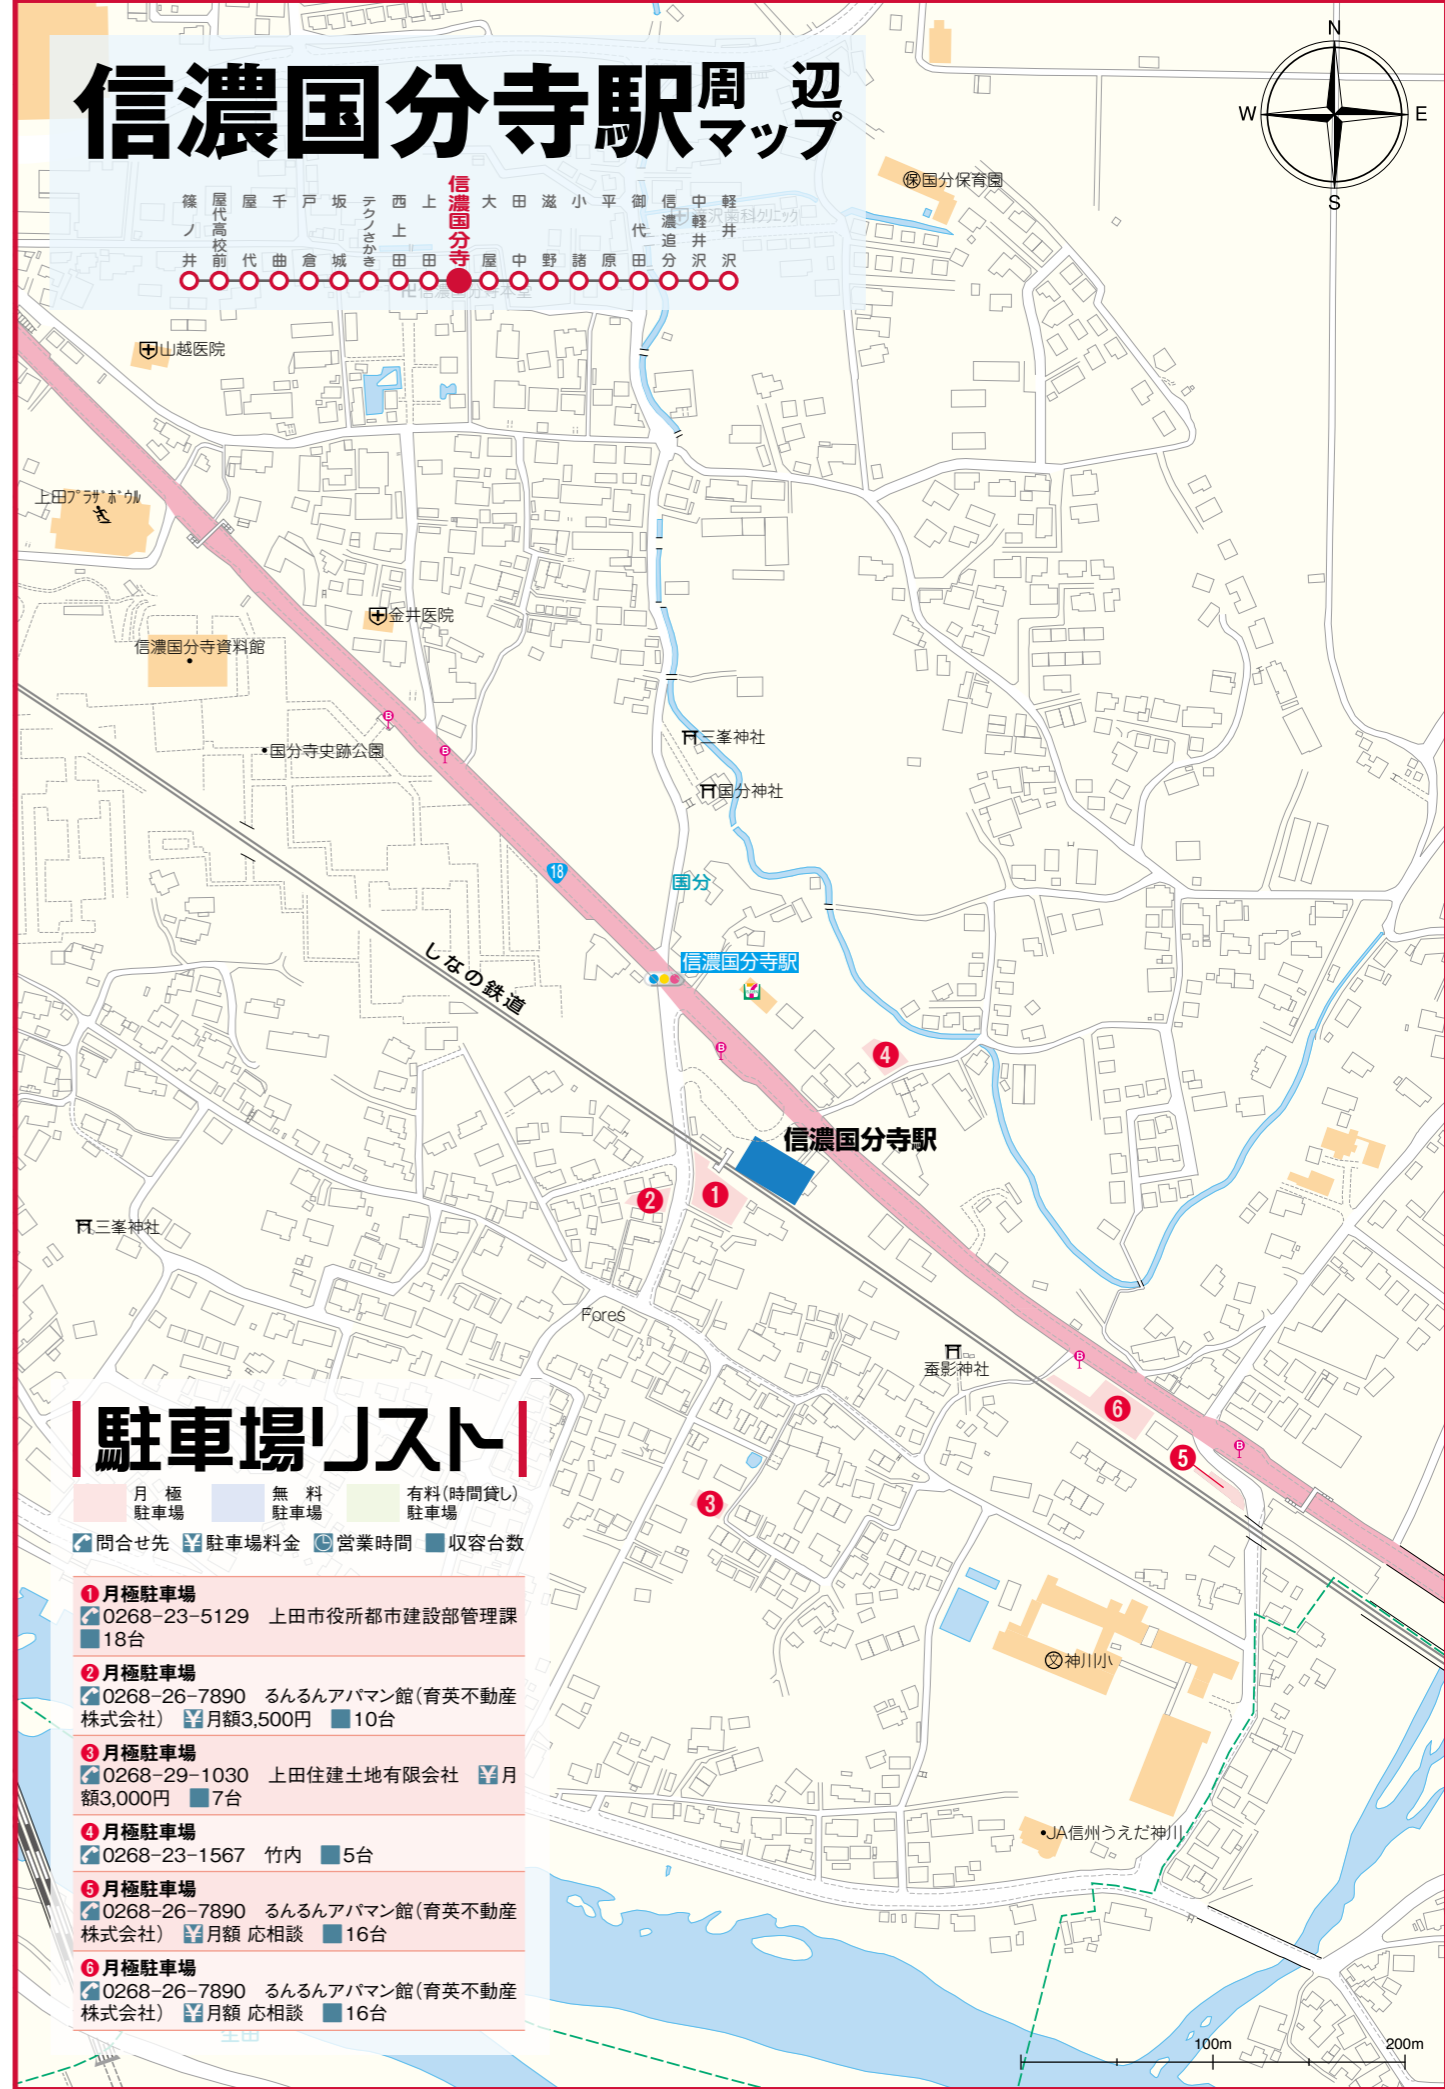 信濃国分寺駅周辺マップ
N
W
E
S
篠ノ井
屋代高校前
屋代
千曲
戸倉
坂城
テクノさかき
西上田
上田
信濃国分寺
大屋
田中
滋野
小諸
平原
御代田
信濃追分
中軽井沢
軽井沢
保国分保育園
卍信濃国分寺本堂
山越医院
上田プラザボウル
金井医院
信濃国分寺資料館
B
国分寺史跡公園
B
三峯神社
国分神社
18
国分
しなの鉄道
信濃国分寺駅
B
4
信濃国分寺駅
1
2
三峯神社
Fores
蚕影神社
B
6
B
5
3
文神川小
JA信州うえだ神川
駐車場リスト
月極駐車場
無料駐車場
有料(時間貸し)駐車場
問合せ先 ¥駐車場料金 営業時間 収容台数
1月極駐車場
0268-23-5129 上田市役所都市建設部管理課
18台
2月極駐車場
0268-26-7890 るんるんアパマン館(育英不動産
株式会社) ¥月額3,500円 10台
3月極駐車場
0268-29-1030 上田住建土地有限会社 ¥月
額3,000円 7台
4月極駐車場
0268-23-1567 竹内 5台
5月極駐車場
0268-26-7890 るんるんアパマン館(育英不動産
株式会社) ¥月額 応相談 16台
6月極駐車場
0268-26-7890 るんるんアパマン館(育英不動産
株式会社) ¥月額 応相談 16台
100m
200m